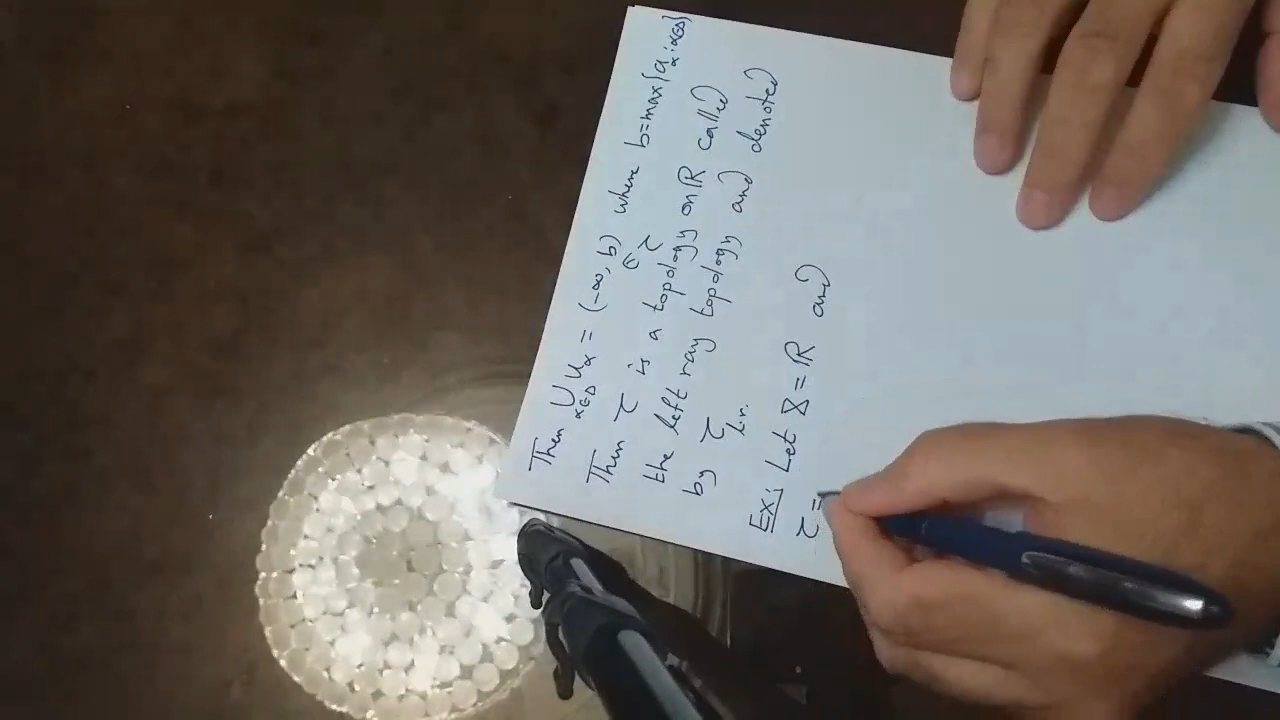 Then ∪ U_α = (-∞, b) where b = max{a_α : α∈Δ}
α∈Δ
∈ τ
Then τ is a topology on ℝ called
the left ray topology and denoted
by τ_l.r.
Ex: Let X = ℝ and
τ =